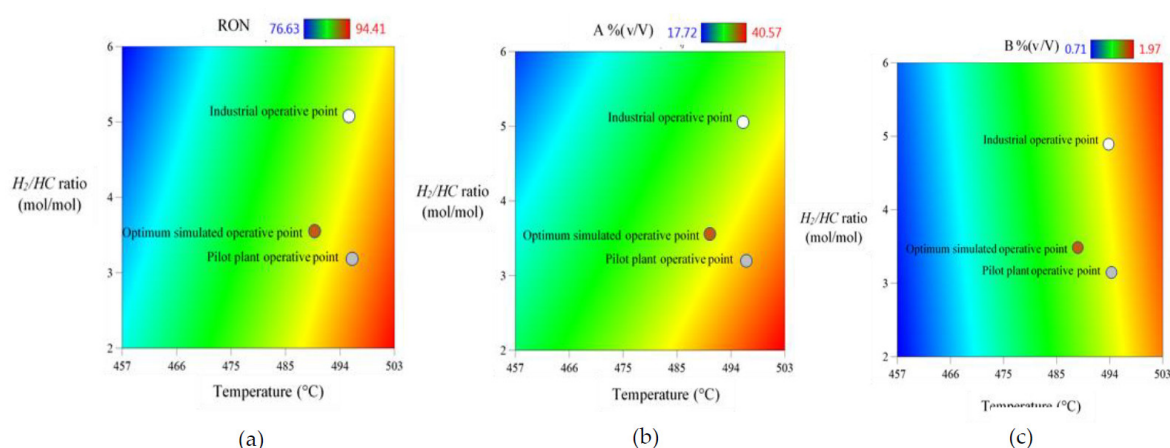 RON 76.63 94.41
6
5
4
3
2
H₂/HC ratio
(mol/mol)
Industrial operative point
Optimum simulated operative point
Pilot plant operative point
457 466 475 485 494 503
Temperature (°C)
(a)
A %(v/V) 17.72 40.57
6
5
4
3
2
H₂/HC ratio
(mol/mol)
Industrial operative point
Optimum simulated operative point
Pilot plant operative point
457 466 475 485 494 503
Temperature (°C)
(b)
B %(v/V) 0.71 1.97
6
5
4
3
2
H₂/HC ratio
(mol/mol)
Industrial operative point
Optimum simulated operative point
Pilot plant operative point
457 466 475 485 494 503
Temperature (°C)
(c)